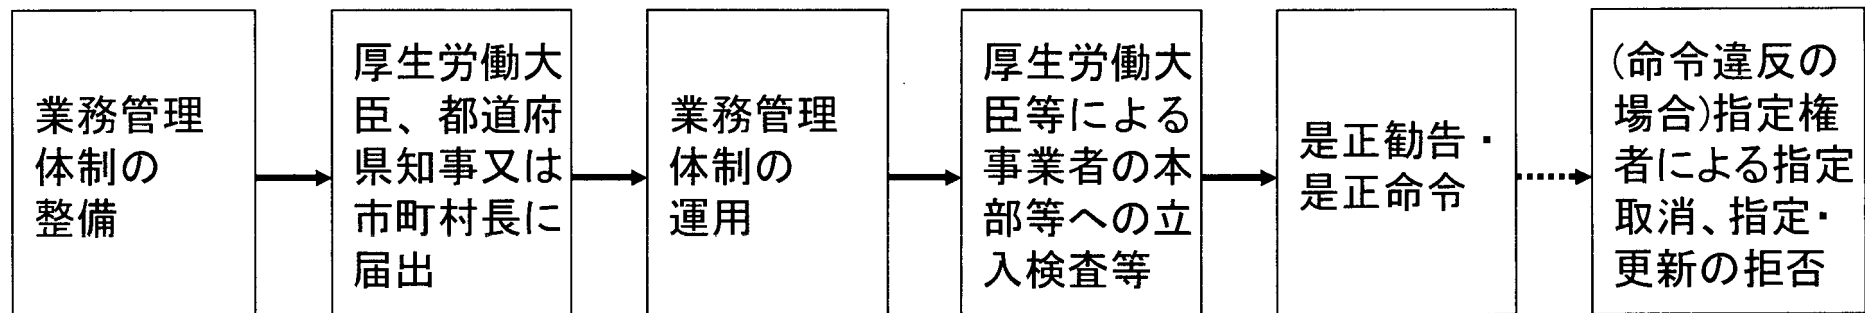 業務管理
体制の
整備
厚生労働大
臣、都道府
県知事又は
市町村長に
届出
業務管理
体制の
運用
厚生労働大
臣等による
事業者の本
部等への立
入検査等
是正勧告・
是正命令
(命令違反の
場合)指定権
者による指定
取消、指定・
更新の拒否